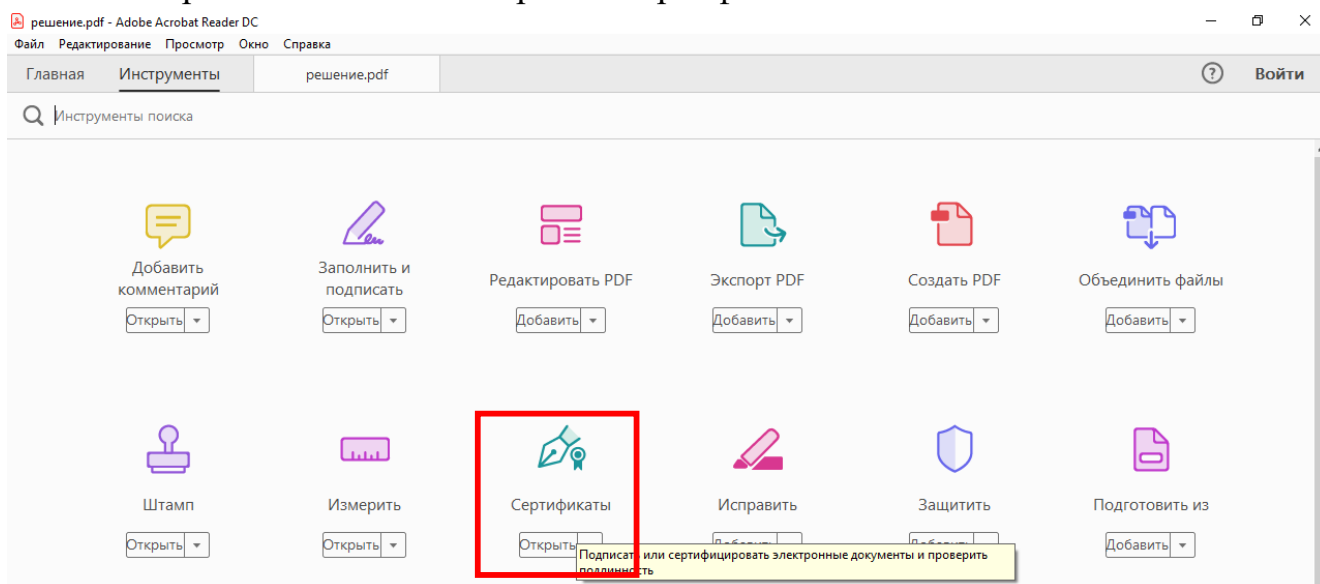 решение.pdf - Adobe Acrobat Reader DC
Файл Редактирование Просмотр Окно Справка
Главная Инструменты решение.pdf ? Войти
Инструменты поиска
Добавить комментарий
Заполнить и подписать
Редактировать PDF
Экспорт PDF
Создать PDF
Объединить файлы
Открыть Открыть Добавить Добавить Добавить Добавить
Штамп Измерить Сертификаты Исправить Защитить Подготовить из
Открыть Открыть Открыть Добавить
Подписать или сертифицировать электронные документы и проверить
подлинность